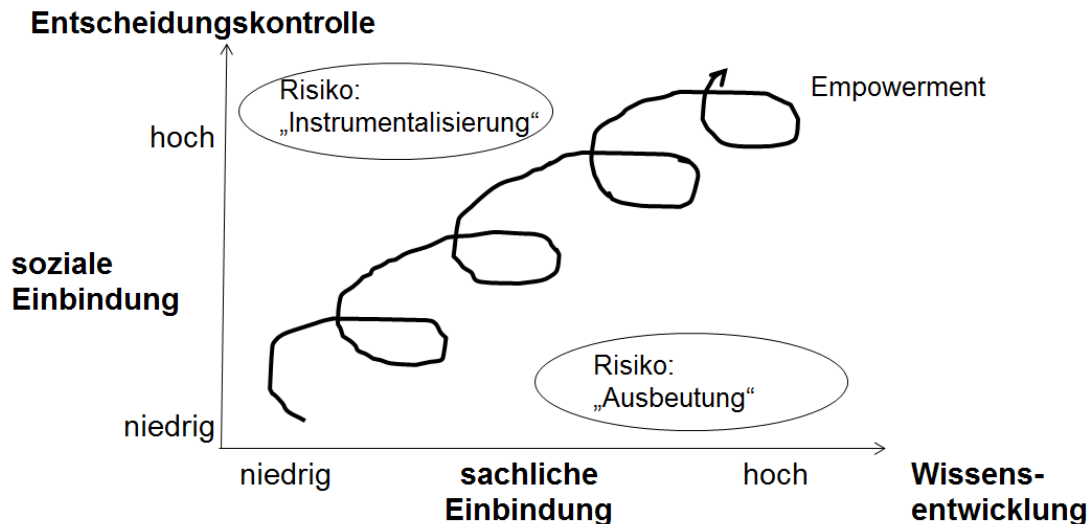 Entscheidungskontrolle
Risiko:
„Instrumentalisierung“
Empowerment
hoch
soziale
Einbindung
Risiko:
„Ausbeutung“
niedrig
niedrig
sachliche
Einbindung
hoch
Wissens-
entwicklung